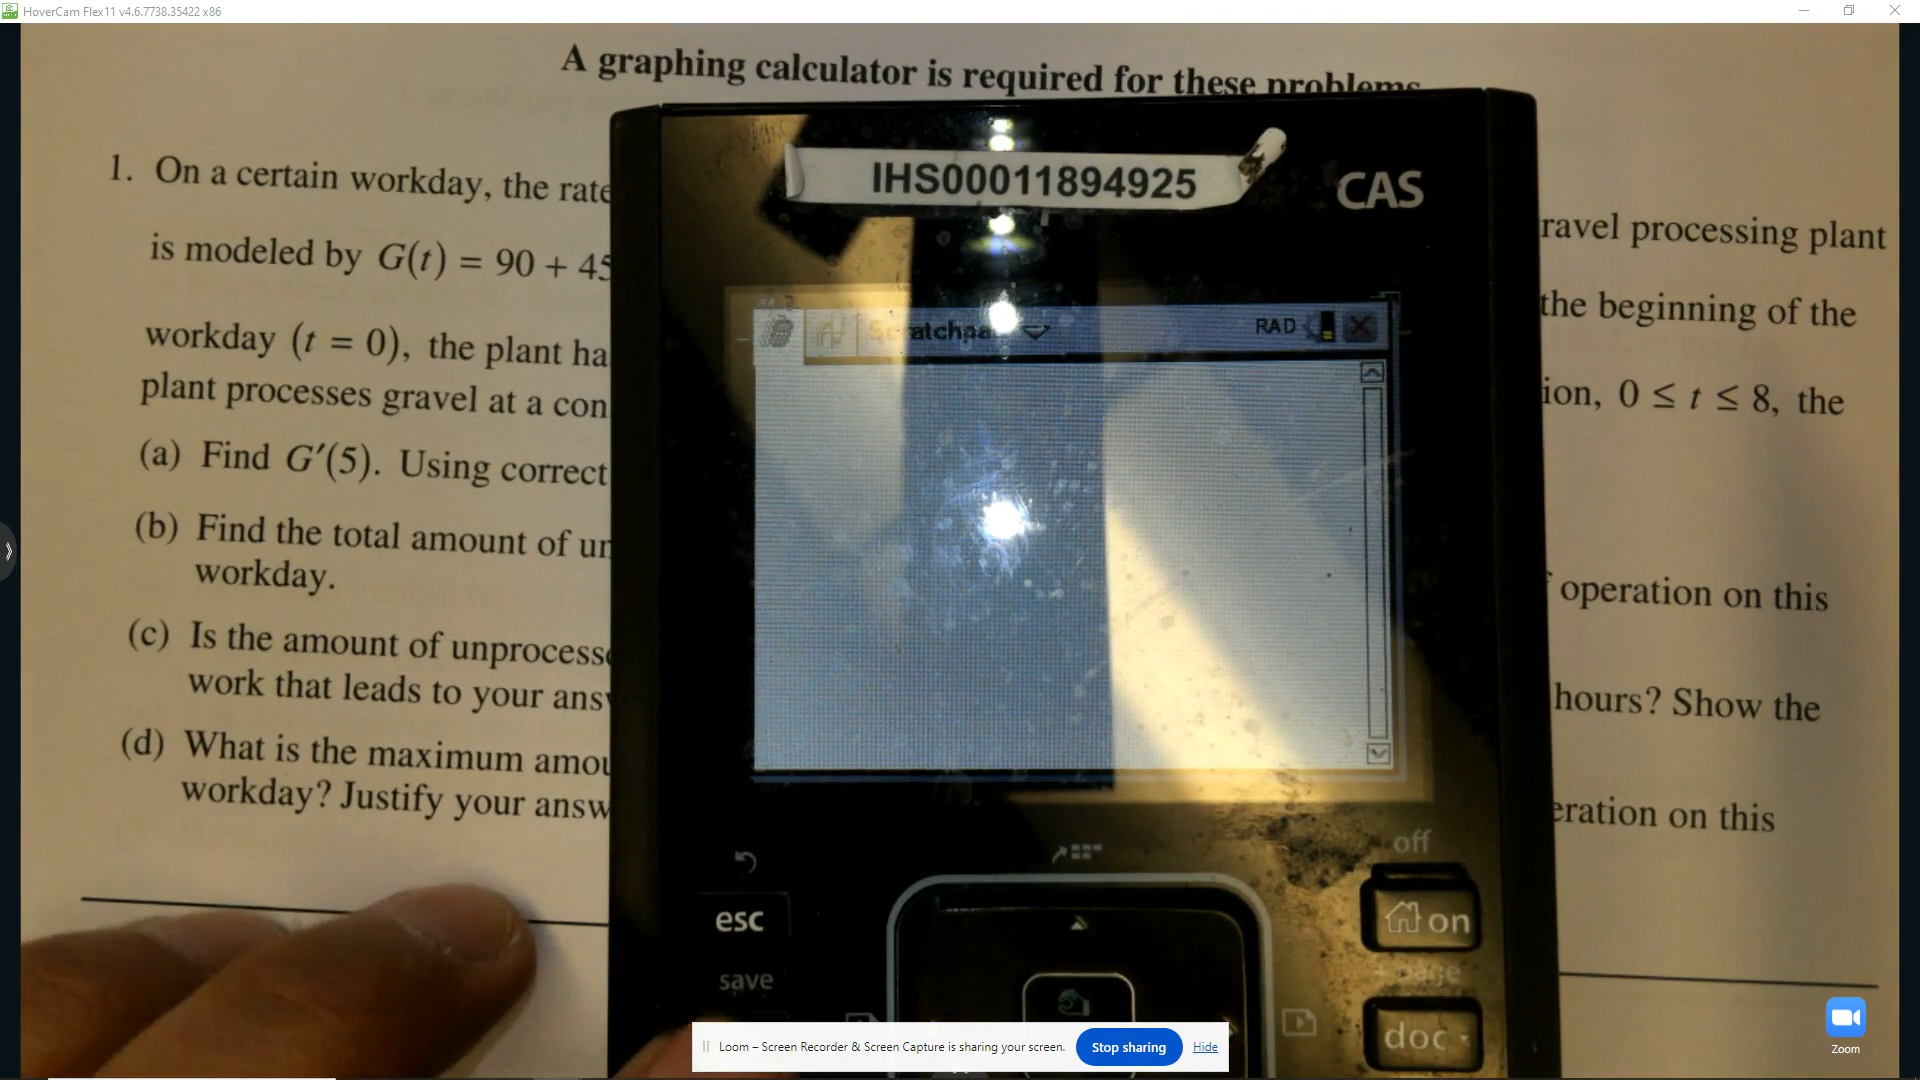 HoverCam Flex11 v4.6.7738.35422 x86
A graphing calculator is required for these problems
1. On a certain workday, the rate
ravel processing plant
is modeled by G(t) = 90 + 45
the beginning of the
workday (t = 0), the plant ha
plant processes gravel at a con
ion, 0 ≤ t ≤ 8, the
(a) Find G′(5). Using correct
(b) Find the total amount of un
operation on this
workday.
(c) Is the amount of unprocesse
hours? Show the
work that leads to your answ
(d) What is the maximum amou
eration on this
workday? Justify your answ
IHS00011894925
CAS
Scratchpa
RAD
off
esc
on
save
+ page
doc
Loom – Screen Recorder & Screen Capture is sharing your screen.
Stop sharing
Hide
Zoom